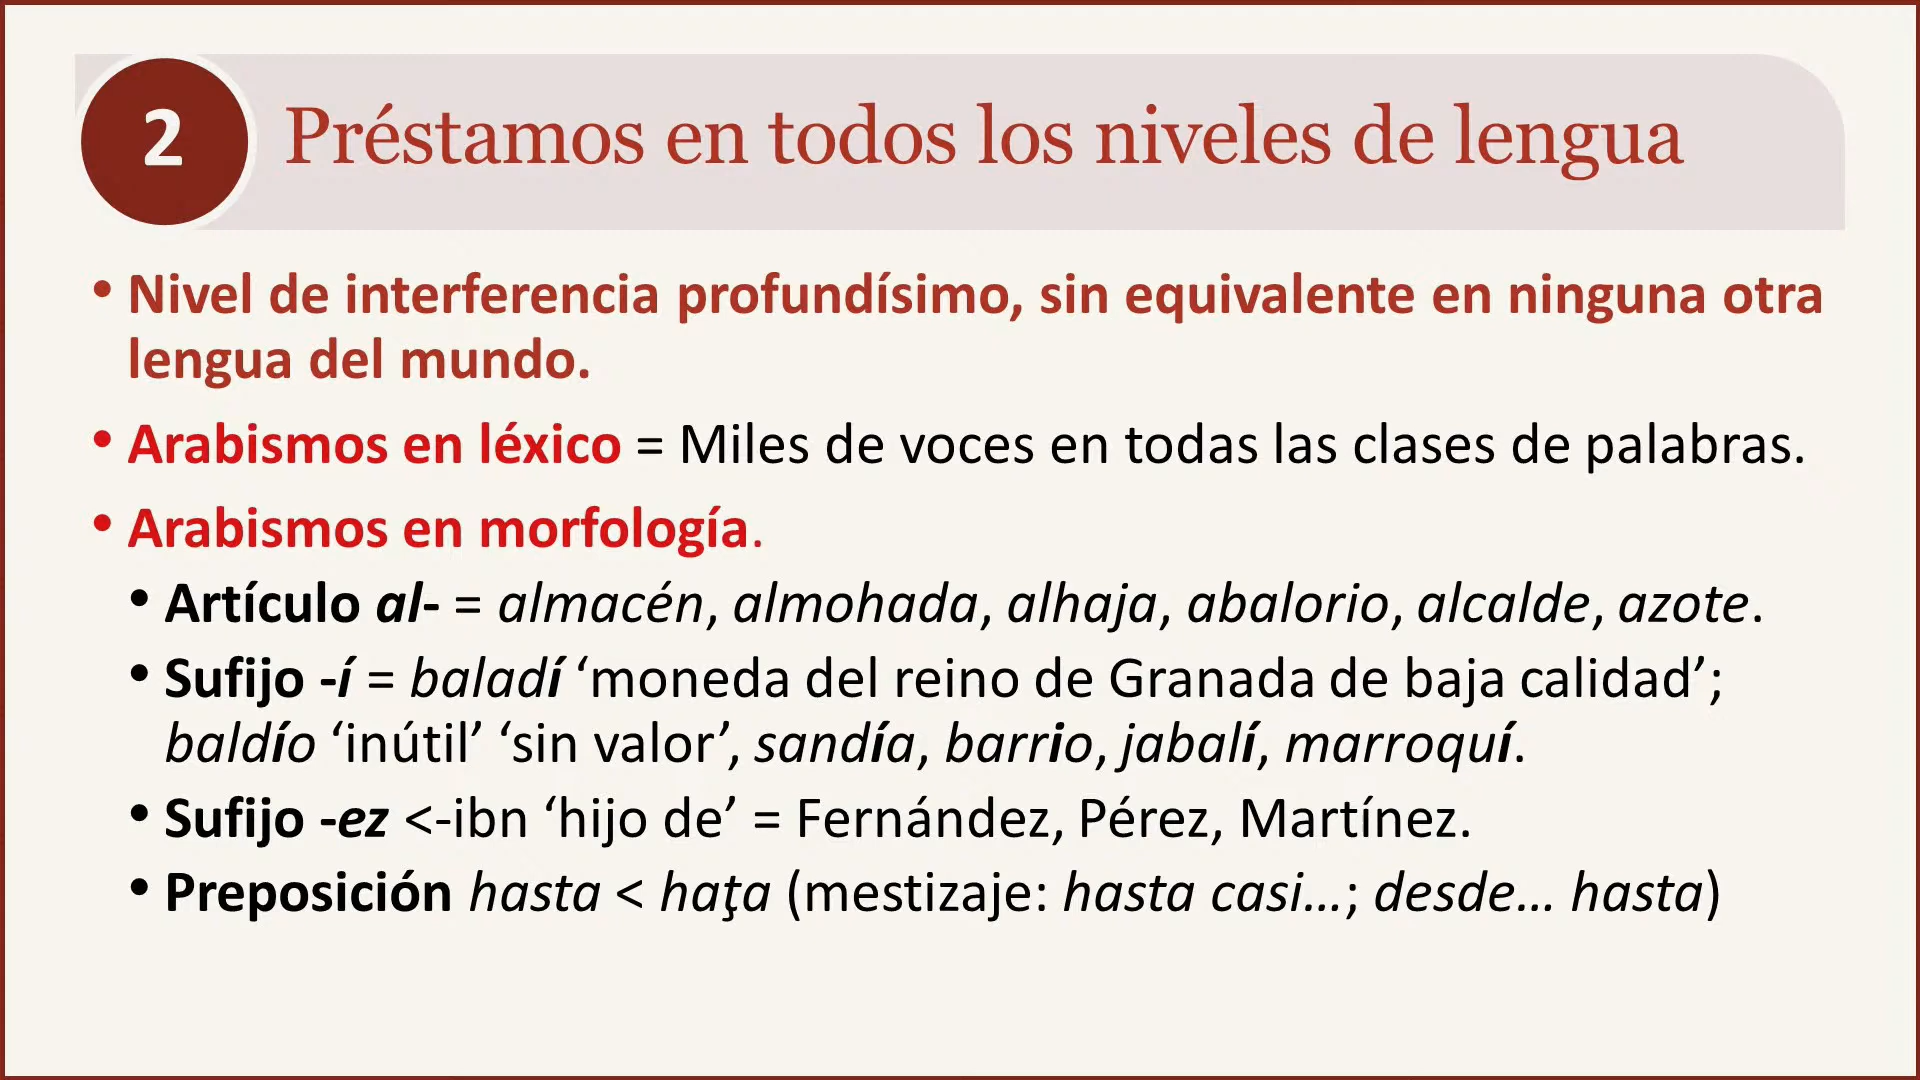 2
Préstamos en todos los niveles de lengua
• Nivel de interferencia profundísimo, sin equivalente en ninguna otra
lengua del mundo.
• Arabismos en léxico = Miles de voces en todas las clases de palabras.
• Arabismos en morfología.
• Artículo al- = almacén, almohada, alhaja, abalorio, alcalde, azote.
• Sufijo -í = baladí ‘moneda del reino de Granada de baja calidad’;
baldío ‘inútil’ ‘sin valor’, sandía, barrio, jabalí, marroquí.
• Sufijo -ez <-ibn ‘hijo de’ = Fernández, Pérez, Martínez.
• Preposición hasta < haţa (mestizaje: hasta casi…; desde… hasta)